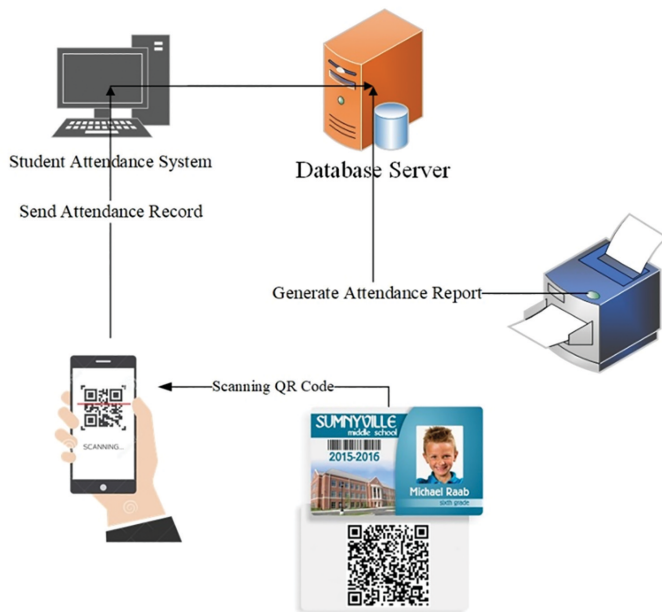 Student Attendance System
Database Server
Send Attendance Record
Generate Attendance Report
Scanning QR Code
SCANNING...
SUMNYVILLE
middle school
2015-2016
Michael Raab
sixth grade